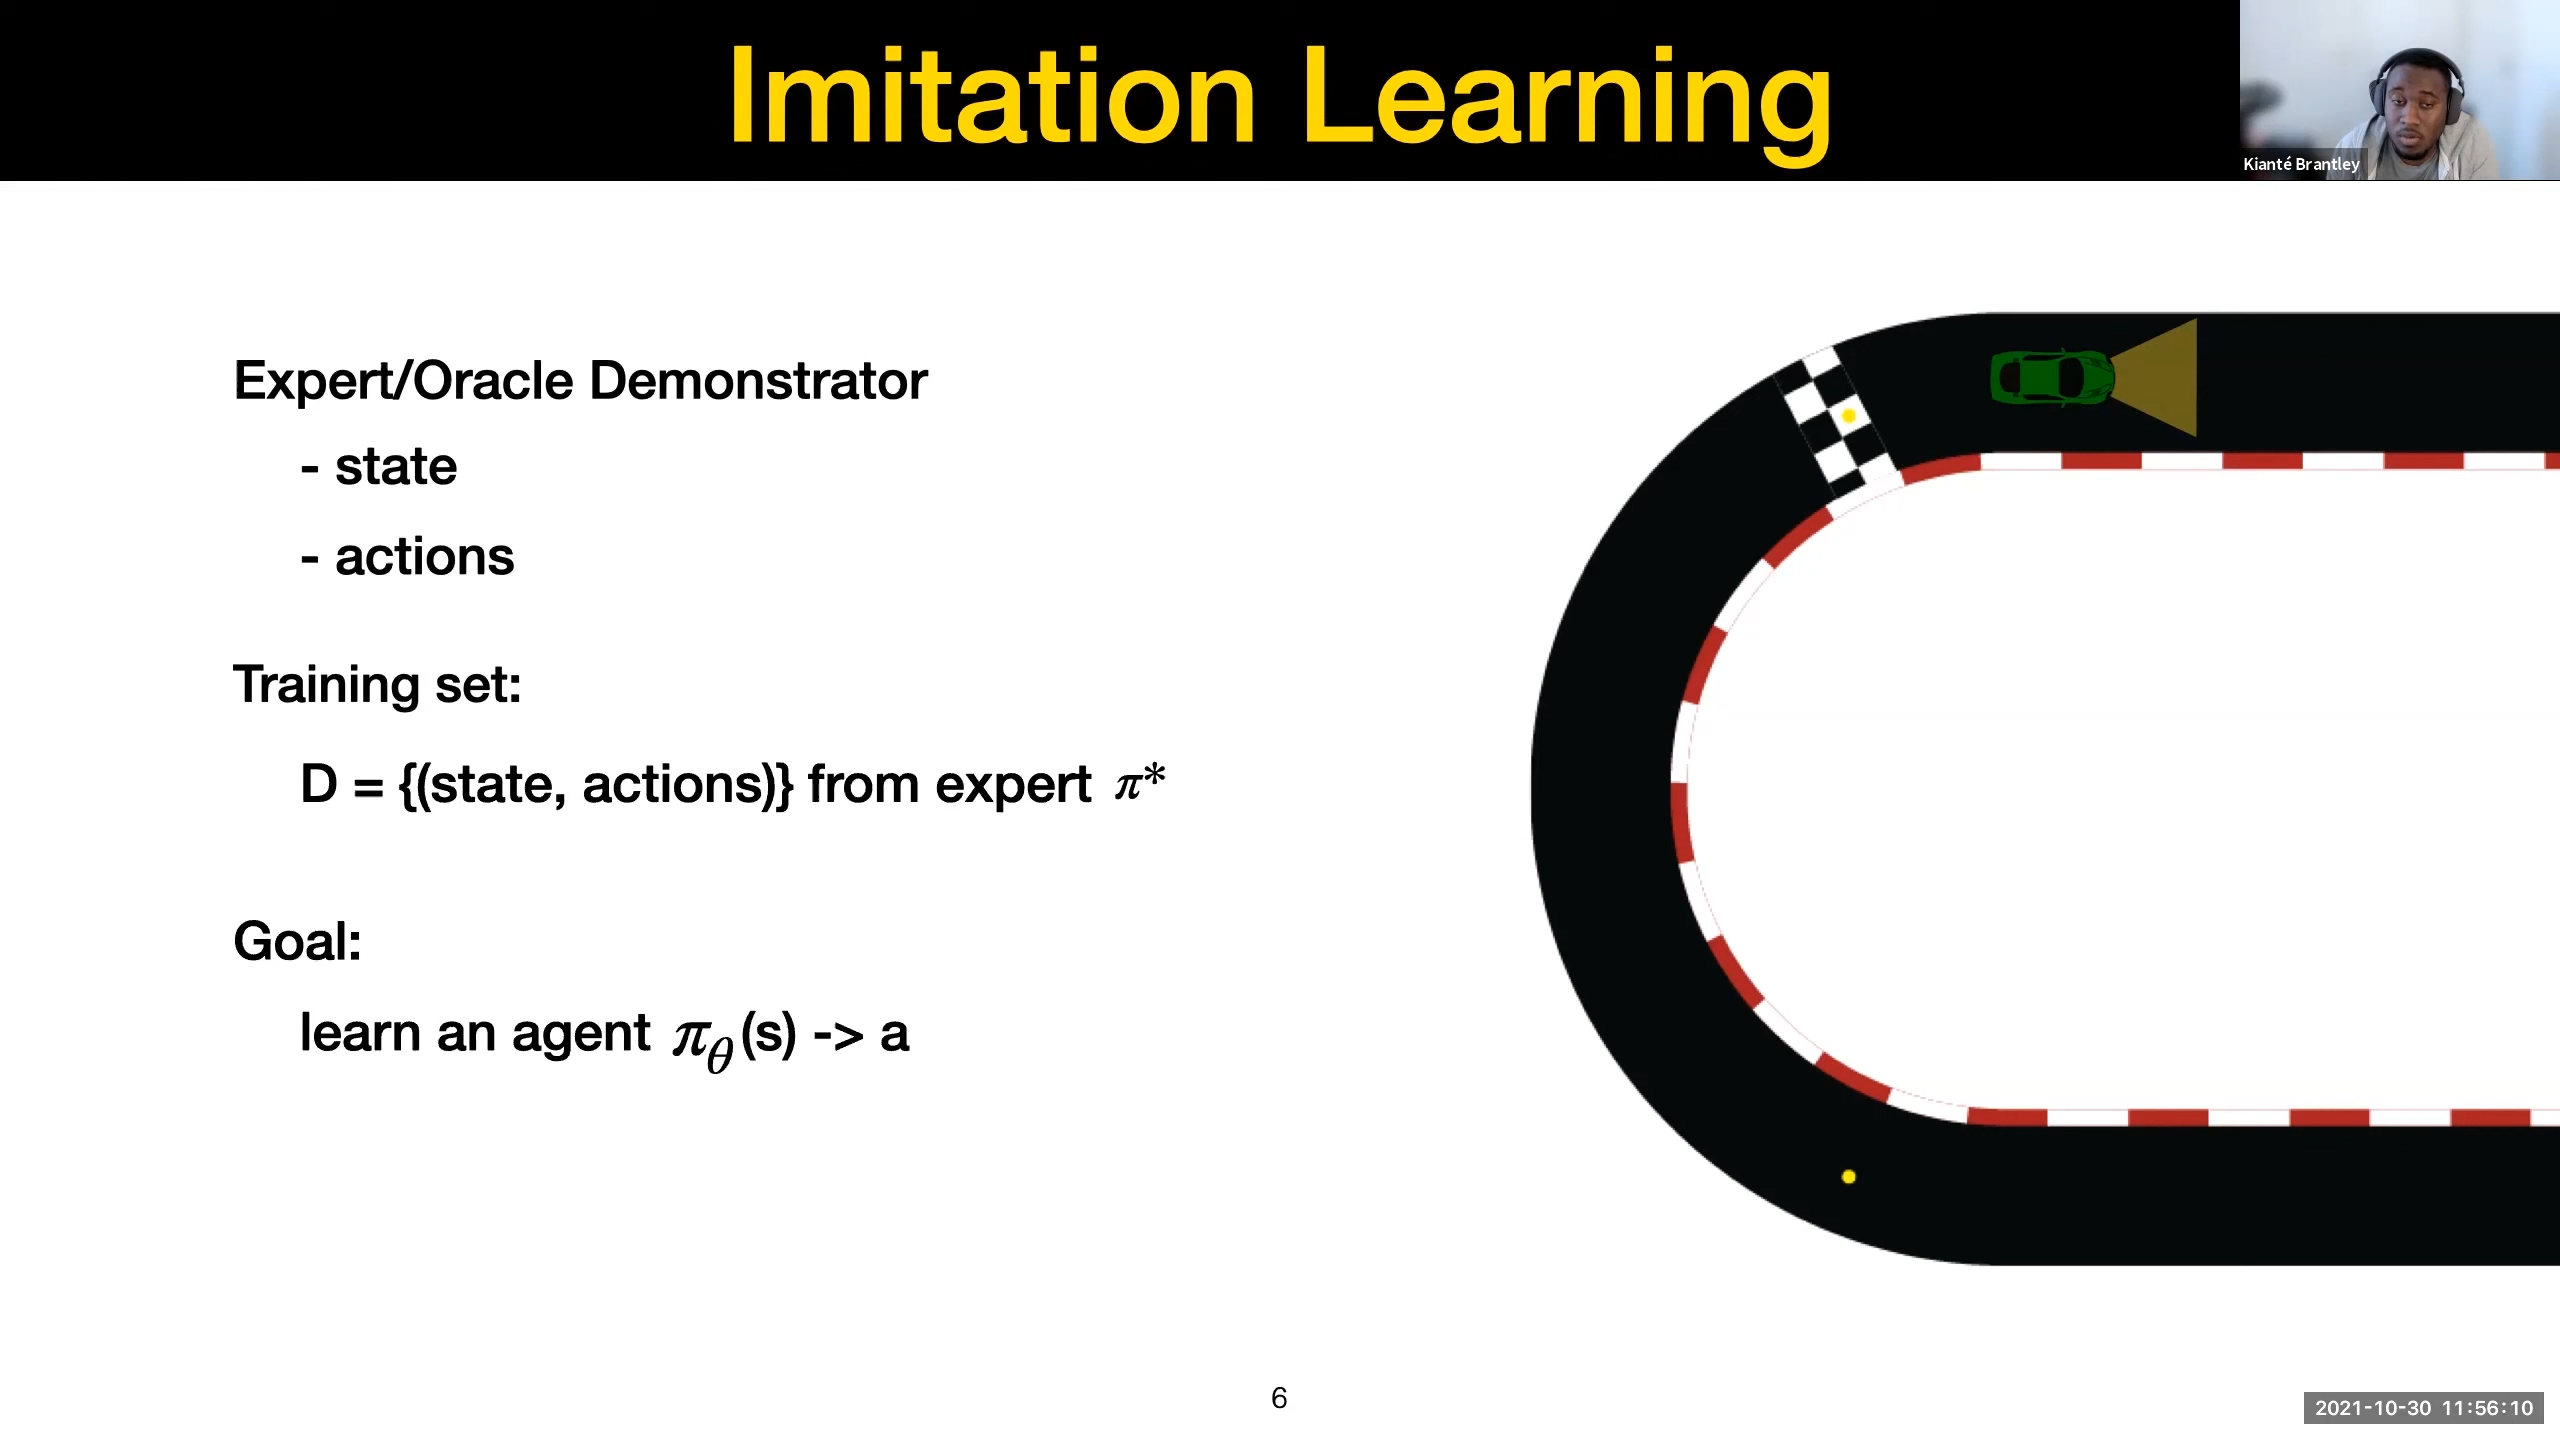 Imitation Learning
Kianté Brantley
Expert/Oracle Demonstrator
- state
- actions
Training set:
D = {(state, actions)} from expert π*
Goal:
learn an agent π_θ(s) -> a
6
2021-10-30 11:56:10